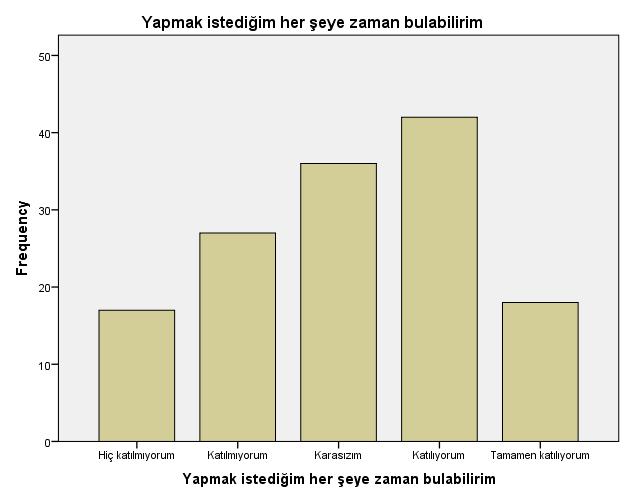 Yapmak istediğim her şeye zaman bulabilirim
50
40
30
20
10
0
Frequency
Hiç katılmıyorum
Katılmıyorum
Karasızım
Katılıyorum
Tamamen katılıyorum
Yapmak istediğim her şeye zaman bulabilirim